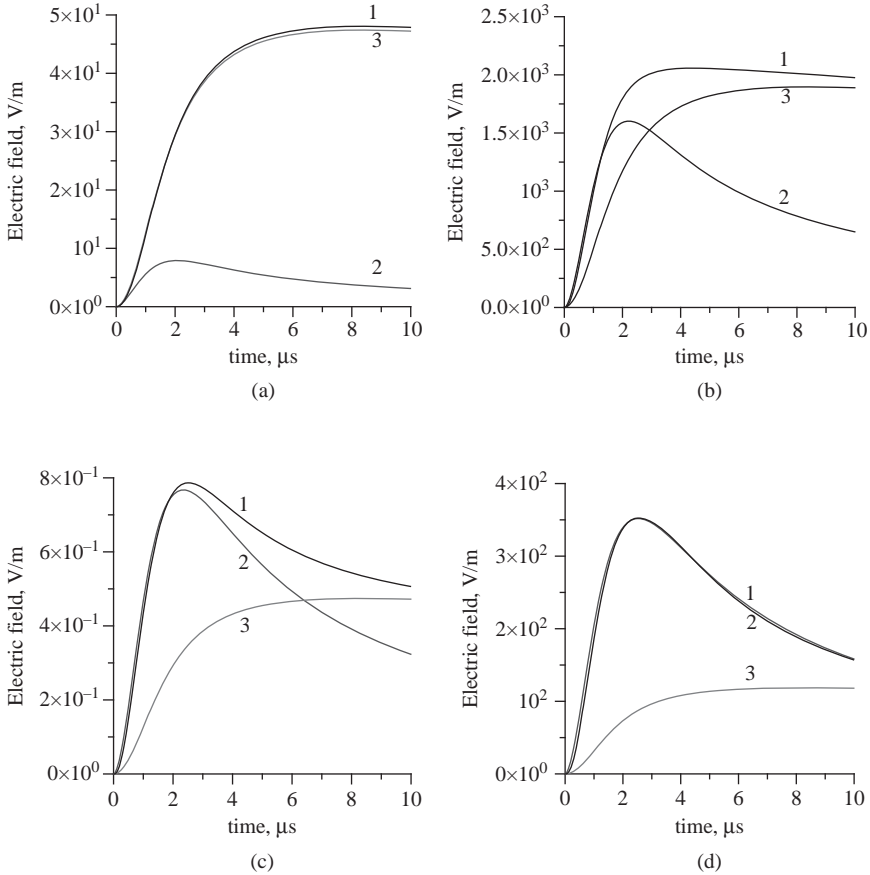 5×10¹
4×10¹
3×10¹
2×10¹
10¹
0×10⁰
Electric field, V/m
1
3
2
0 2 4 6 8 10
time, μs
(a)
2.5×10³
2.0×10³
1.5×10³
1×10³
5.0×10²
0.0×10⁰
Electric field, V/m
1
3
2
0 2 4 6 8 10
time, μs
(b)
8×10⁻¹
6×10⁻¹
4×10⁻¹
2×10⁻¹
0×10⁰
Electric field, V/m
1
2
3
0 2 4 6 8 10
time, μs
(c)
4×10²
3×10²
2×10²
10²
0×10⁰
Electric field, V/m
1
2
3
0 2 4 6 8 10
time, μs
(d)